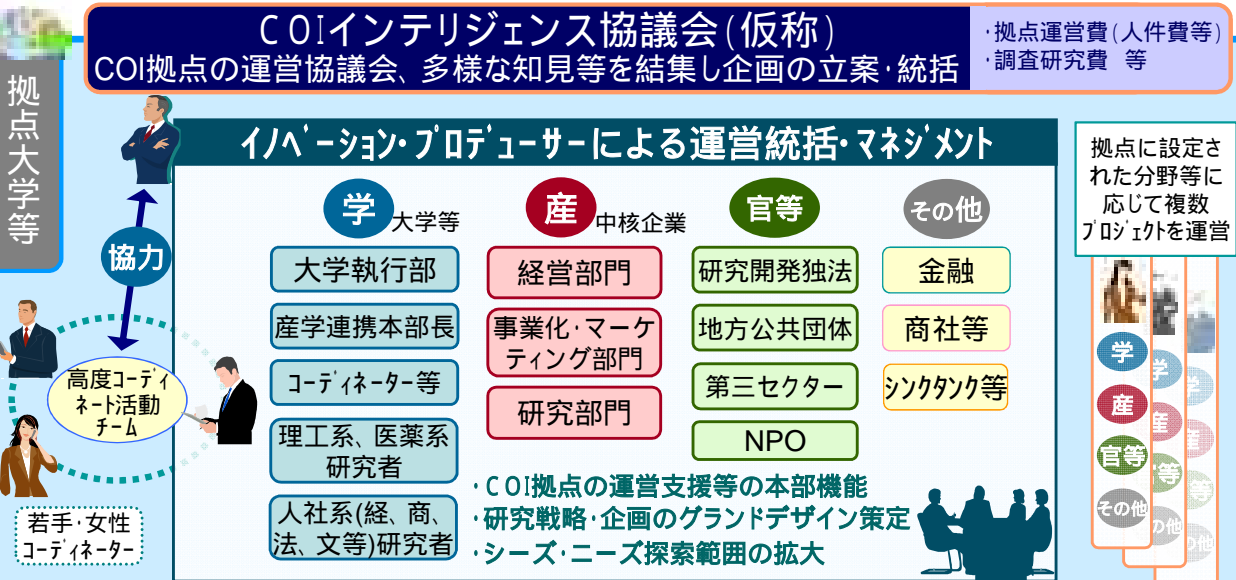 COIインテリジェンス協議会(仮称)
COI拠点の運営協議会、多様な知見等を結集し企画の立案・統括
・拠点運営費(人件費等)
・調査研究費 等
拠点大学等
イノベーション・プロデューサーによる運営統括・マネジメント
拠点に設定さ
れた分野等に
応じて複数
プロジェクトを運営
協力
高度コーディ
ネート活動
チーム
若手・女性
コーディネーター
学 大学等
大学執行部
産学連携本部長
コーディネーター等
理工系、医薬系
研究者
人社系(経、商、
法、文等)研究者
産 中核企業
経営部門
事業化・マーケ
ティング部門
研究部門
官等
研究開発独法
地方公共団体
第三セクター
NPO
その他
金融
商社等
シンクタンク等
・COI拠点の運営支援等の本部機能
・研究戦略・企画のグランドデザイン策定
・シーズ・ニーズ探索範囲の拡大
学
産
官等
その他
学
産
官等
の他
学
産
等
他